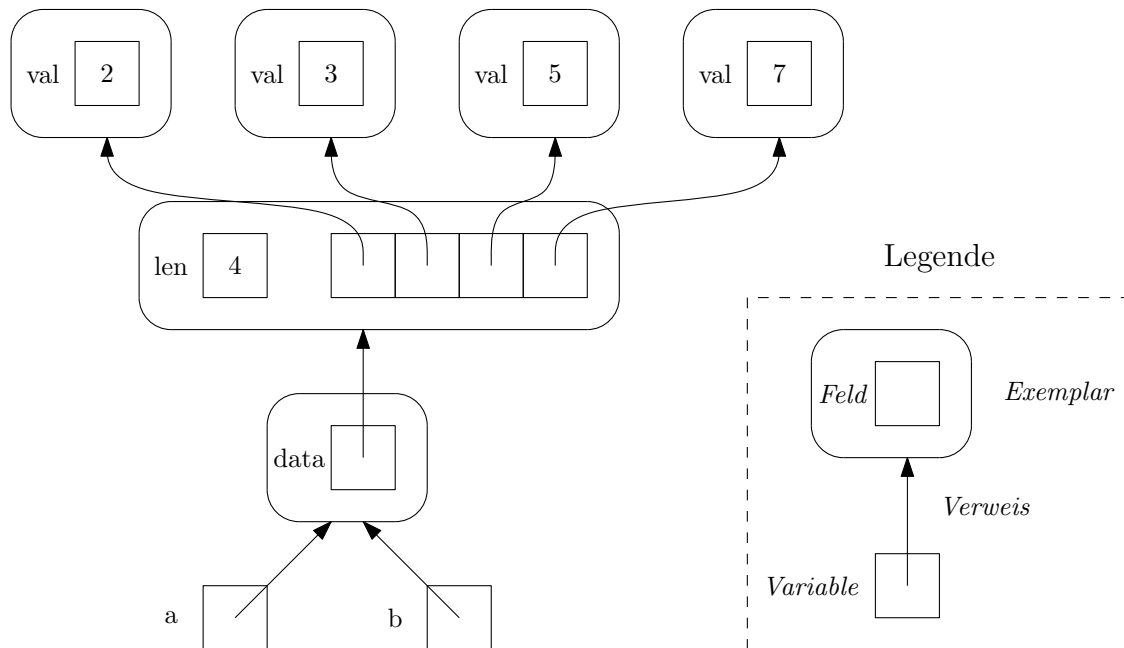 val 2 val 3 val 5 val 7
len 4
Legende
Feld Exemplar
data
Verweis
Variable
a b